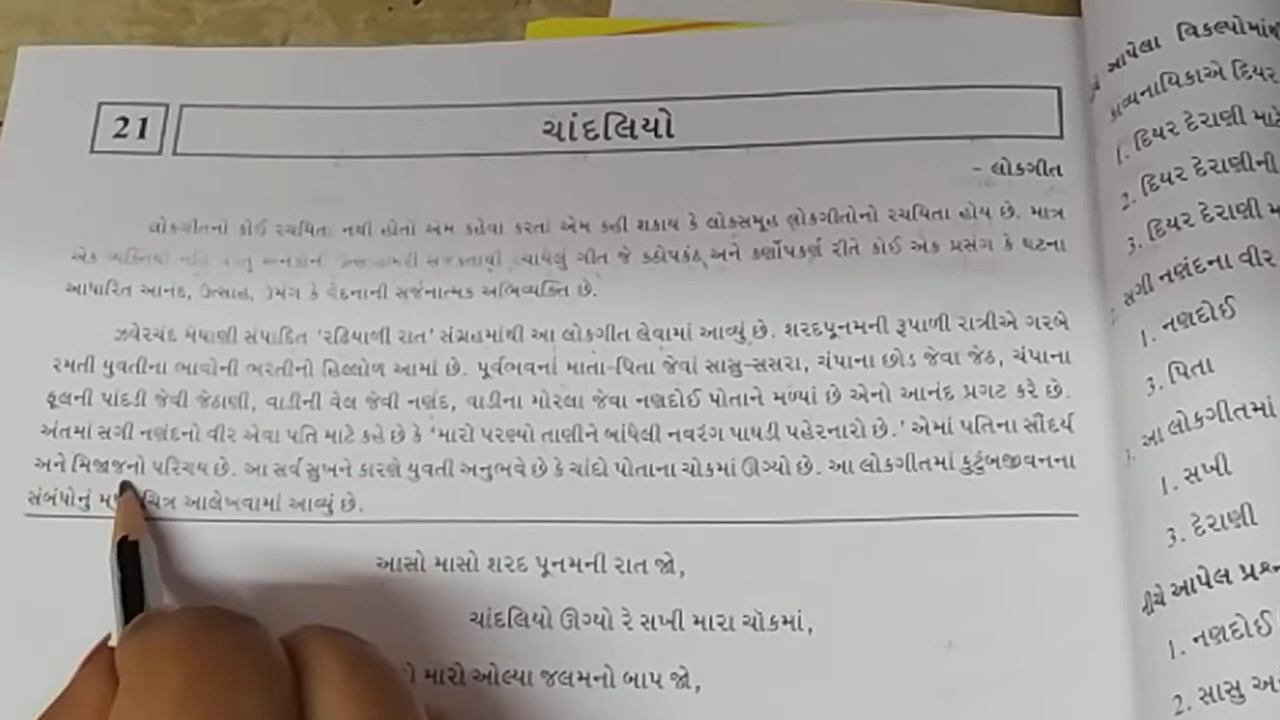 21
ચાંદલિયો
- લોકગીત
લોકગીતનો કોઈ રચયિતા નથી હોતો એમ કહેવા કરતાં એમ કહી શકાય કે લોકસમૂહ લોકગીતોનો રચયિતા હોય છે. માત્ર
એક ગીત જે કંઠોપકંઠ અને કર્ણોપકર્ણ રીતે કોઈ એક પ્રસંગ કે ઘટના
આધારિત આનંદ, ઉત્સાહ, ઉમંગ કે વેદનાની સર્જનાત્મક અભિવ્યક્તિ છે.
ઝવેરચંદ મેઘાણી સંપાદિત 'રઢિયાળી રાત' સંગ્રહમાંથી આ લોકગીત લેવામાં આવ્યું છે. શરદપૂનમની રૂપાળી રાત્રીએ ગરબે
રમતી યુવતીના ભાવોની ભરતીનો હિલ્લોળ આમાં છે. પૂર્વભવનાં માતા-પિતા જેવાં સાસુ-સસરા, ચંપાના છોડ જેવા જેઠ, ચંપાના
ફૂલની પાંદડી જેવી જેઠાણી, વાડીની વેલ જેવી નણંદ, વાડીના મોરલા જેવા નણદોઈ પોતાને મળ્યાં છે એનો આનંદ પ્રગટ કરે છે.
અંતમાં સગી નણંદનો વીર એવા પતિ માટે કહે છે કે 'મારો પરણ્યો તાણીને બાંધેલી નવરંગ પાઘડી પહેરનારો છે.' એમાં પતિના સૌંદર્ય
અને મિજાજનો પરિચય છે. આ સર્વ સુખને કારણે યુવતી અનુભવે છે કે ચાંદો પોતાના ચોકમાં ઊગ્યો છે. આ લોકગીતમાં કુટુંબજીવનના
સંબંધોનું ચિત્ર આલેખવામાં આવ્યું છે.
આસો માસો શરદ પૂનમની રાત જો,
ચાંદલિયો ઊગ્યો રે સખી મારા ચૉકમાં,
મારો ઓલ્યા જલમનો બાપ જો,
આપેલા વિકલ્પોમાંથી
કાવ્યનાયિકાએ દિયર
1. દિયર દેરાણી માટે
2. દિયર દેરાણીની
3. દિયર દેરાણી
સગી નણંદના વીર
1. નણદોઈ
3. પિતા
આ લોકગીતમાં
1. સખી
3. દેરાણી
નીચે આપેલ પ્રશ્ન
1. નણદોઈ
2. સાસુ